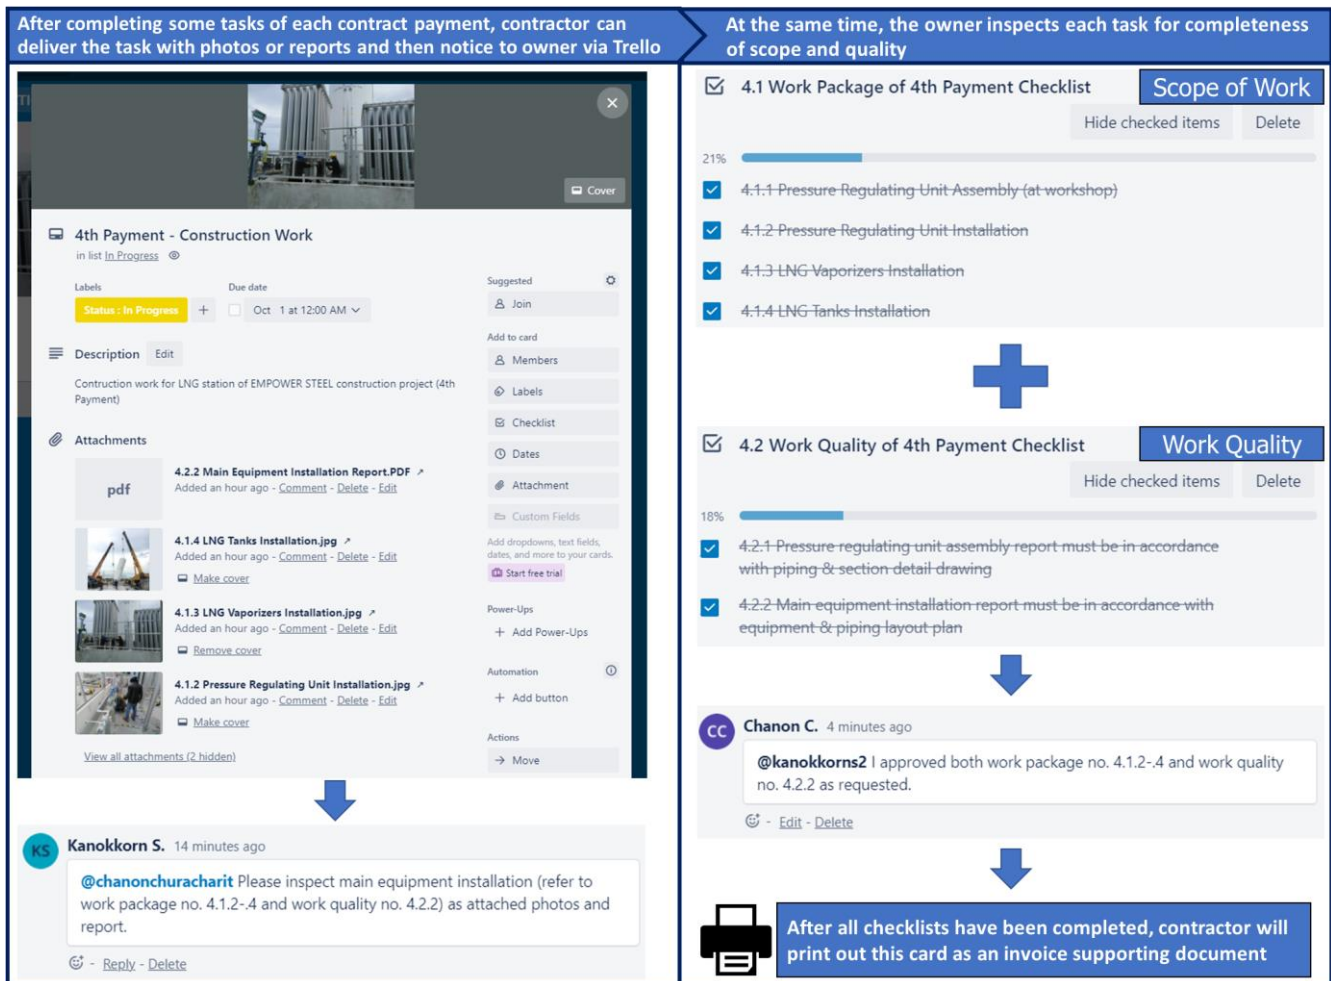 After completing some tasks of each contract payment, contractor can
deliver the task with photos or reports and then notice to owner via Trello
Cover
4th Payment - Construction Work
in list In Progress
Labels
Due date
Status : In Progress
Oct 1 at 12:00 AM
Description
Edit
Contruction work for LNG station of EMPOWER STEEL construction project (4th
Payment)
Attachments
pdf
4.2.2 Main Equipment Installation Report.PDF ↗
Added an hour ago - Comment - Delete - Edit
4.1.4 LNG Tanks Installation.jpg ↗
Added an hour ago - Comment - Delete - Edit
Make cover
4.1.3 LNG Vaporizers Installation.jpg ↗
Added an hour ago - Comment - Delete - Edit
Remove cover
4.1.2 Pressure Regulating Unit Installation.jpg ↗
Added an hour ago - Comment - Delete - Edit
Make cover
View all attachments (2 hidden)
Suggested
Join
Add to card
Members
Labels
Checklist
Dates
Attachment
Custom Fields
Add dropdowns, text fields,
dates, and more to your cards.
Start free trial
Power-Ups
+ Add Power-Ups
Automation
+ Add button
Actions
→ Move
KS
Kanokkorn S. 14 minutes ago
@chanonchuracharit Please inspect main equipment installation (refer to
work package no. 4.1.2-.4 and work quality no. 4.2.2) as attached photos and
report.
- Reply - Delete
At the same time, the owner inspects each task for completeness
of scope and quality
4.1 Work Package of 4th Payment Checklist
Scope of Work
Hide checked items
Delete
21%
4.1.1 Pressure Regulating Unit Assembly (at workshop)
4.1.2 Pressure Regulating Unit Installation
4.1.3 LNG Vaporizers Installation
4.1.4 LNG Tanks Installation
4.2 Work Quality of 4th Payment Checklist
Work Quality
Hide checked items
Delete
18%
4.2.1 Pressure regulating unit assembly report must be in accordance
with piping & section detail drawing
4.2.2 Main equipment installation report must be in accordance with
equipment & piping layout plan
CC
Chanon C. 4 minutes ago
@kanokkorns2 I approved both work package no. 4.1.2-.4 and work quality
no. 4.2.2 as requested.
- Edit - Delete
After all checklists have been completed, contractor will
print out this card as an invoice supporting document